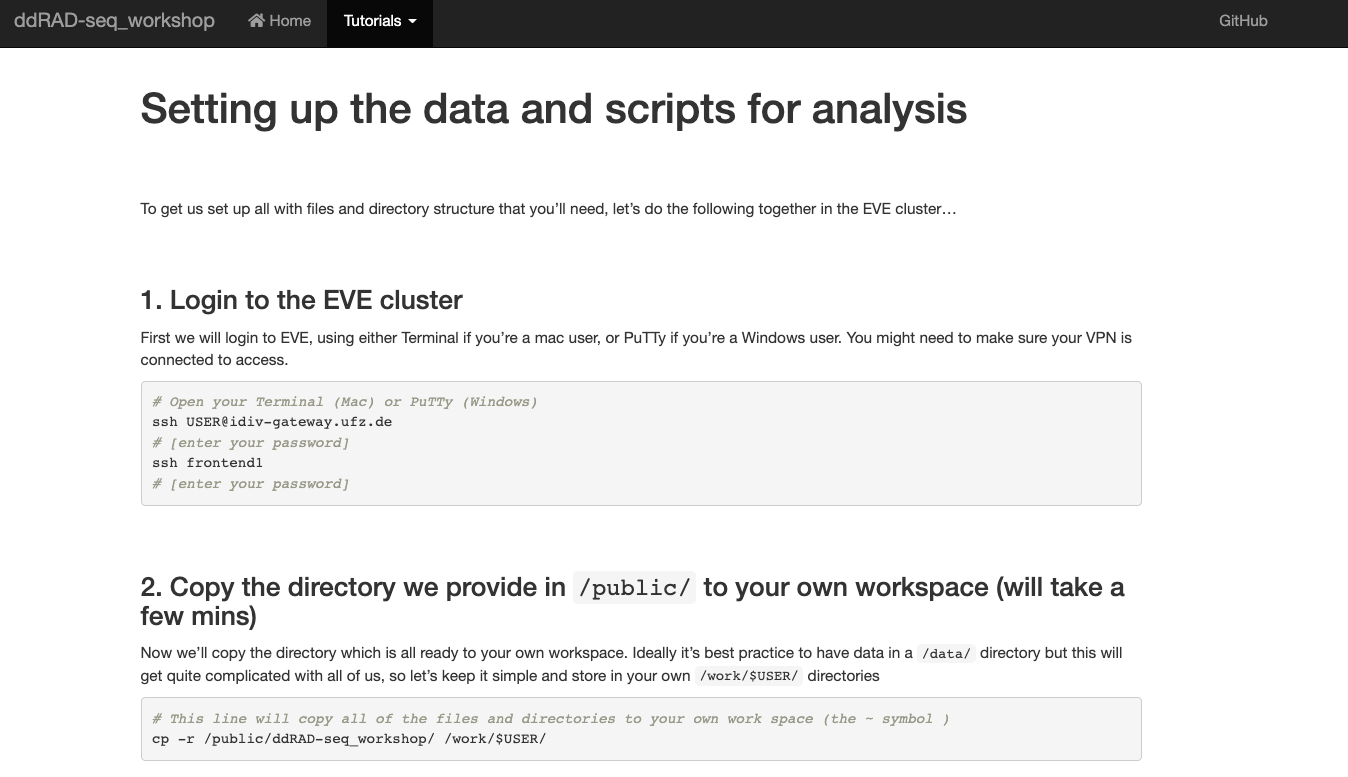 ddRAD-seq_workshop Home Tutorials GitHub
Setting up the data and scripts for analysis
To get us set up all with files and directory structure that you’ll need, let’s do the following together in the EVE cluster…
1. Login to the EVE cluster
First we will login to EVE, using either Terminal if you’re a mac user, or PuTTy if you’re a Windows user. You might need to make sure your VPN is
connected to access.
# Open your Terminal (Mac) or PuTTy (Windows)
ssh USER@idiv-gateway.ufz.de
# [enter your password]
ssh frontend1
# [enter your password]
2. Copy the directory we provide in /public/ to your own workspace (will take a
few mins)
Now we’ll copy the directory which is all ready to your own workspace. Ideally it’s best practice to have data in a /data/ directory but this will
get quite complicated with all of us, so let’s keep it simple and store in your own /work/$USER/ directories
# This line will copy all of the files and directories to your own work space (the ~ symbol )
cp -r /public/ddRAD-seq_workshop/ /work/$USER/